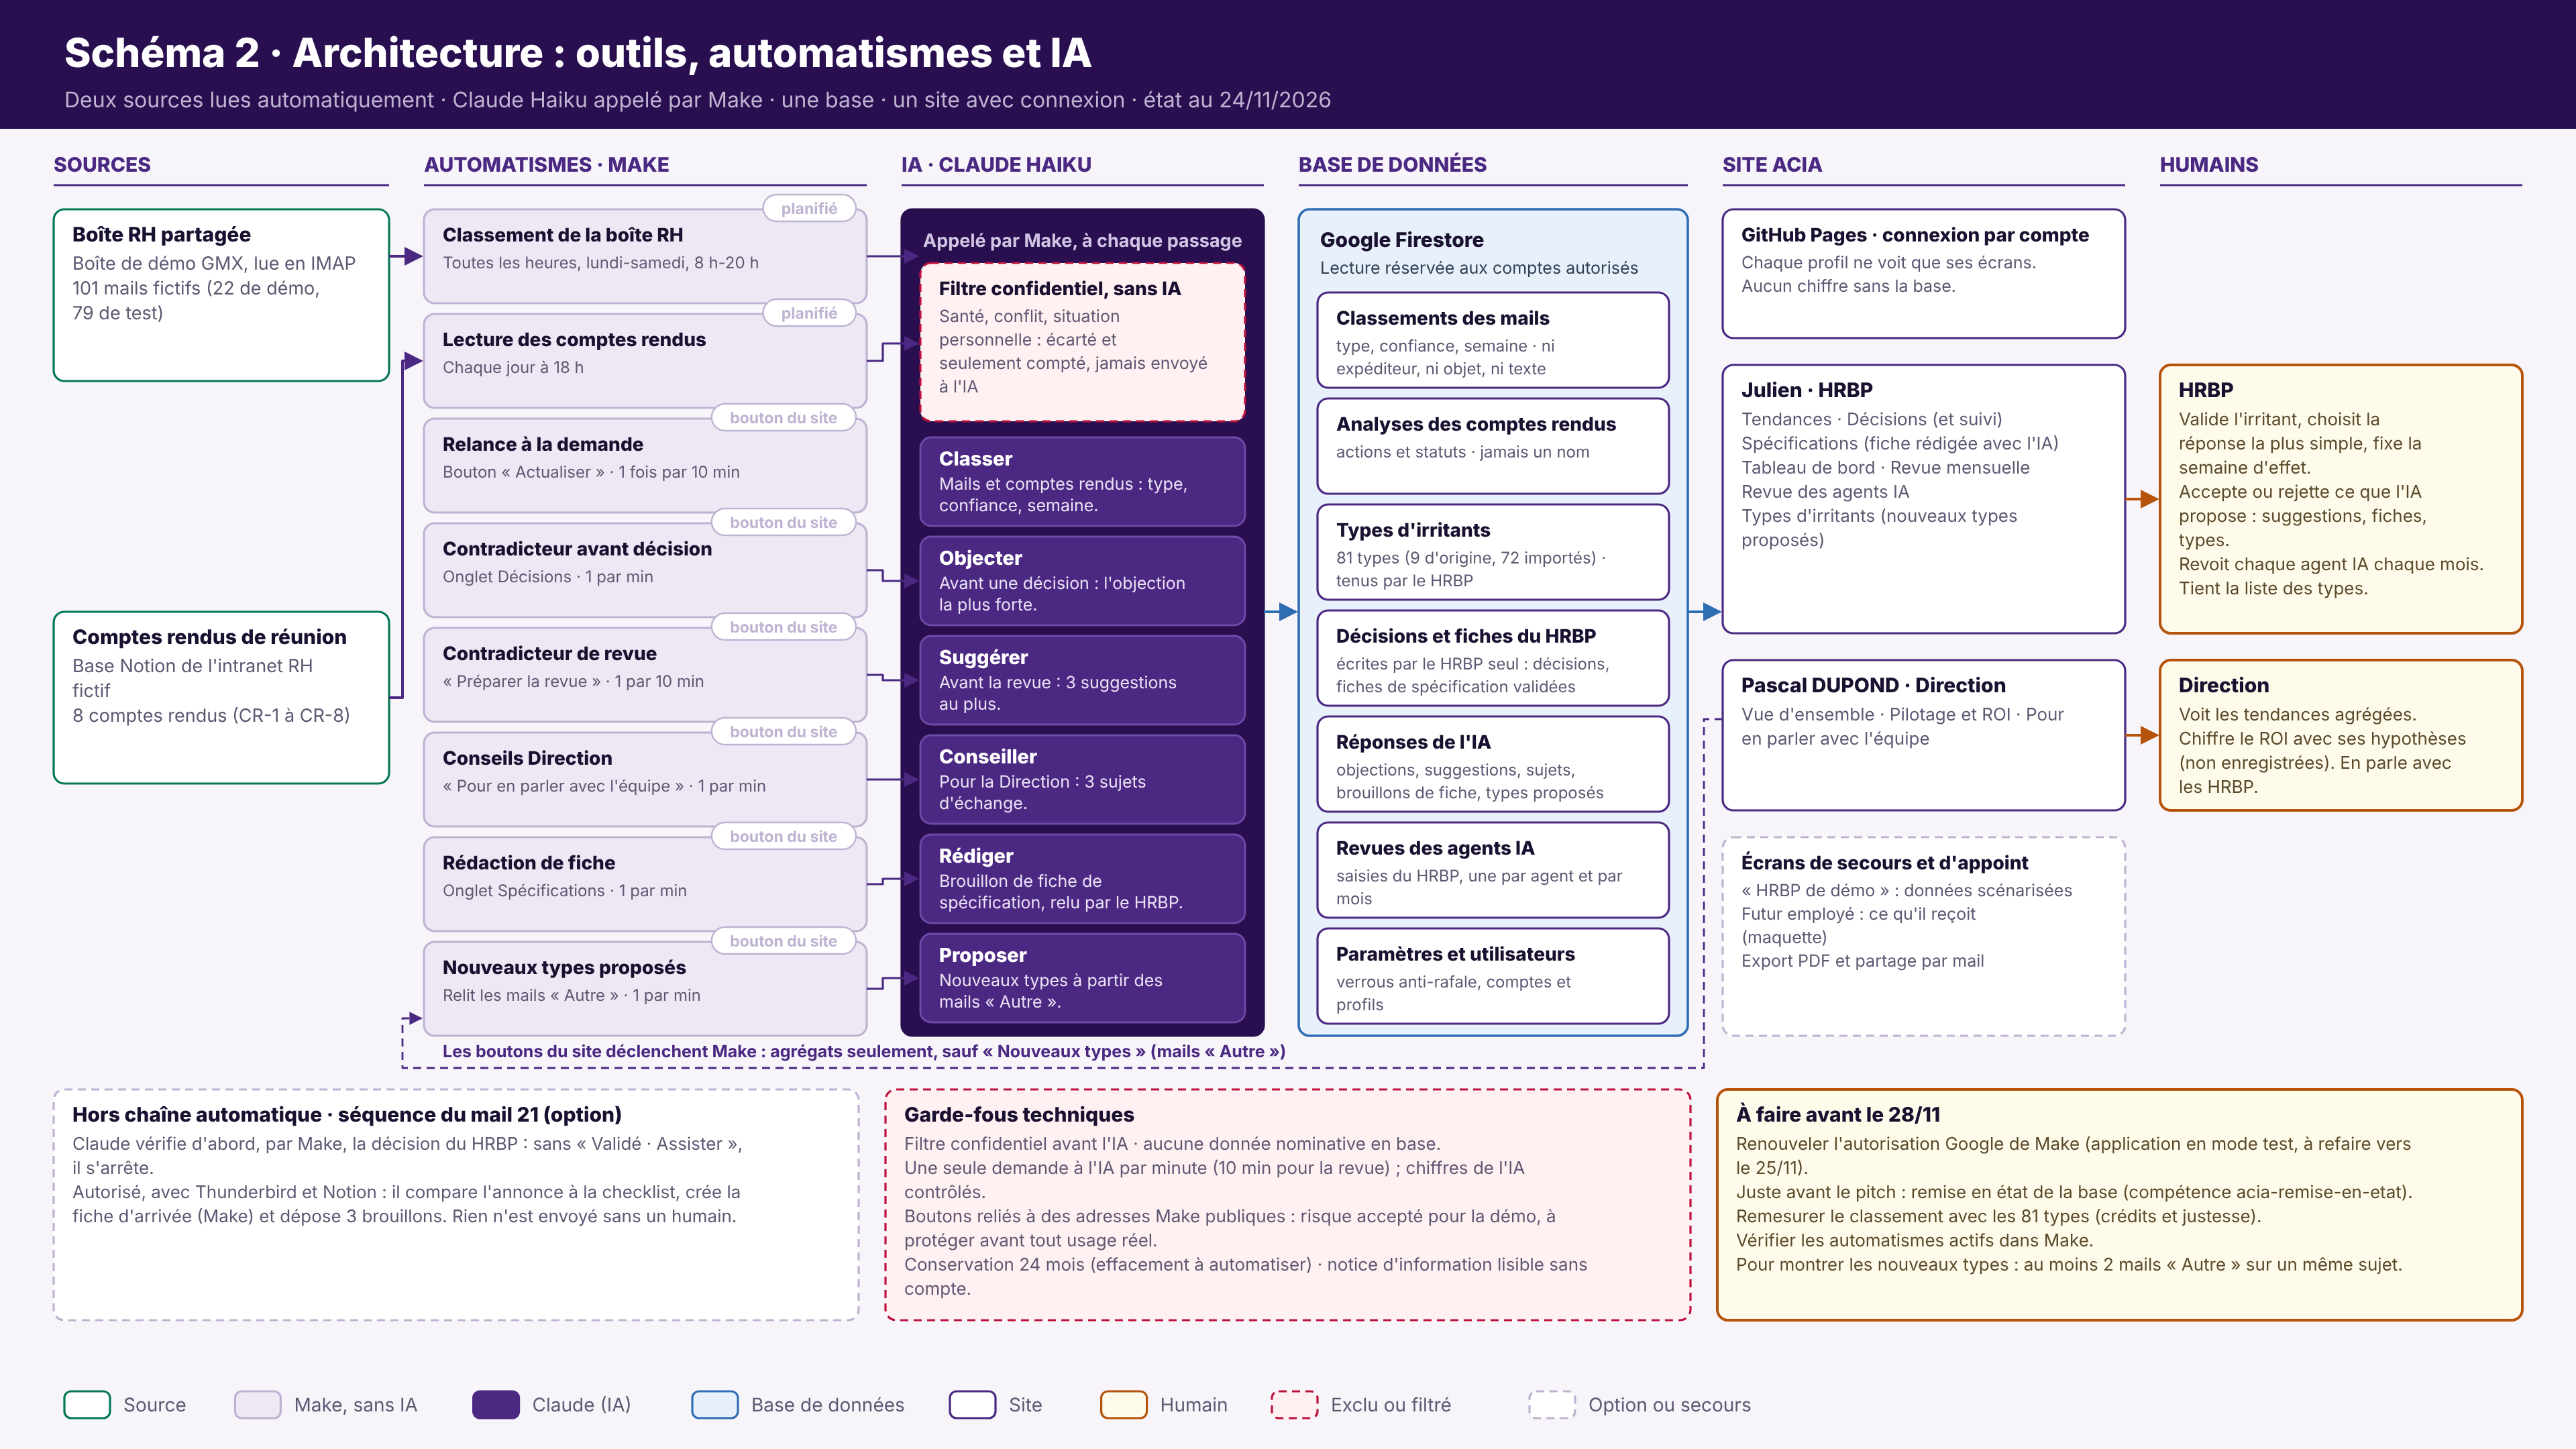 Schéma 2 · Architecture : outils, automatismes et IA
Deux sources lues automatiquement · Claude Haiku appelé par Make · une base · un site avec connexion · état au 24/11/2026
SOURCES
Boîte RH partagée
Boîte de démo GMX, lue en IMAP
101 mails fictifs (22 de démo,
79 de test)
Comptes rendus de réunion
Base Notion de l'intranet RH
fictif
8 comptes rendus (CR-1 à CR-8)
AUTOMATISMES · MAKE
planifié
Classement de la boîte RH
Toutes les heures, lundi-samedi, 8 h-20 h
planifié
Lecture des comptes rendus
Chaque jour à 18 h
bouton du site
Relance à la demande
Bouton « Actualiser » · 1 fois par 10 min
bouton du site
Contradicteur avant décision
Onglet Décisions · 1 par min
bouton du site
Contradicteur de revue
« Préparer la revue » · 1 par 10 min
bouton du site
Conseils Direction
« Pour en parler avec l'équipe » · 1 par min
bouton du site
Rédaction de fiche
Onglet Spécifications · 1 par min
bouton du site
Nouveaux types proposés
Relit les mails « Autre » · 1 par min
IA · CLAUDE HAIKU
Appelé par Make, à chaque passage
Filtre confidentiel, sans IA
Santé, conflit, situation
personnelle : écarté et
seulement compté, jamais envoyé
à l'IA
Classer
Mails et comptes rendus : type,
confiance, semaine.
Objecter
Avant une décision : l'objection
la plus forte.
Suggérer
Avant la revue : 3 suggestions
au plus.
Conseiller
Pour la Direction : 3 sujets
d'échange.
Rédiger
Brouillon de fiche de
spécification, relu par le HRBP.
Proposer
Nouveaux types à partir des
mails « Autre ».
BASE DE DONNÉES
Google Firestore
Lecture réservée aux comptes autorisés
Classements des mails
type, confiance, semaine · ni
expéditeur, ni objet, ni texte
Analyses des comptes rendus
actions et statuts · jamais un nom
Types d'irritants
81 types (9 d'origine, 72 importés) ·
tenus par le HRBP
Décisions et fiches du HRBP
écrites par le HRBP seul : décisions,
fiches de spécification validées
Réponses de l'IA
objections, suggestions, sujets,
brouillons de fiche, types proposés
Revues des agents IA
saisies du HRBP, une par agent et par
mois
Paramètres et utilisateurs
verrous anti-rafale, comptes et
profils
SITE ACIA
GitHub Pages · connexion par compte
Chaque profil ne voit que ses écrans.
Aucun chiffre sans la base.
Julien · HRBP
Tendances · Décisions (et suivi)
Spécifications (fiche rédigée avec l'IA)
Tableau de bord · Revue mensuelle
Revue des agents IA
Types d'irritants (nouveaux types
proposés)
Pascal DUPOND · Direction
Vue d'ensemble · Pilotage et ROI · Pour
en parler avec l'équipe
Écrans de secours et d'appoint
« HRBP de démo » : données scénarisées
Futur employé : ce qu'il reçoit
(maquette)
Export PDF et partage par mail
HUMAINS
HRBP
Valide l'irritant, choisit la
réponse la plus simple, fixe la
semaine d'effet.
Accepte ou rejette ce que l'IA
propose : suggestions, fiches,
types.
Revoit chaque agent IA chaque mois.
Tient la liste des types.
Direction
Voit les tendances agrégées.
Chiffre le ROI avec ses hypothèses
(non enregistrées). En parle avec
les HRBP.
Les boutons du site déclenchent Make : agrégats seulement, sauf « Nouveaux types » (mails « Autre »)
Hors chaîne automatique · séquence du mail 21 (option)
Claude vérifie d'abord, par Make, la décision du HRBP : sans « Validé · Assister »,
il s'arrête.
Autorisé, avec Thunderbird et Notion : il compare l'annonce à la checklist, crée la
fiche d'arrivée (Make) et dépose 3 brouillons. Rien n'est envoyé sans un humain.
Garde-fous techniques
Filtre confidentiel avant l'IA · aucune donnée nominative en base.
Une seule demande à l'IA par minute (10 min pour la revue) ; chiffres de l'IA
contrôlés.
Boutons reliés à des adresses Make publiques : risque accepté pour la démo, à
protéger avant tout usage réel.
Conservation 24 mois (effacement à automatiser) · notice d'information lisible sans
compte.
À faire avant le 28/11
Renouveler l'autorisation Google de Make (application en mode test, à refaire vers
le 25/11).
Juste avant le pitch : remise en état de la base (compétence acia-remise-en-etat).
Remesurer le classement avec les 81 types (crédits et justesse).
Vérifier les automatismes actifs dans Make.
Pour montrer les nouveaux types : au moins 2 mails « Autre » sur un même sujet.
Source
Make, sans IA
Claude (IA)
Base de données
Site
Humain
Exclu ou filtré
Option ou secours